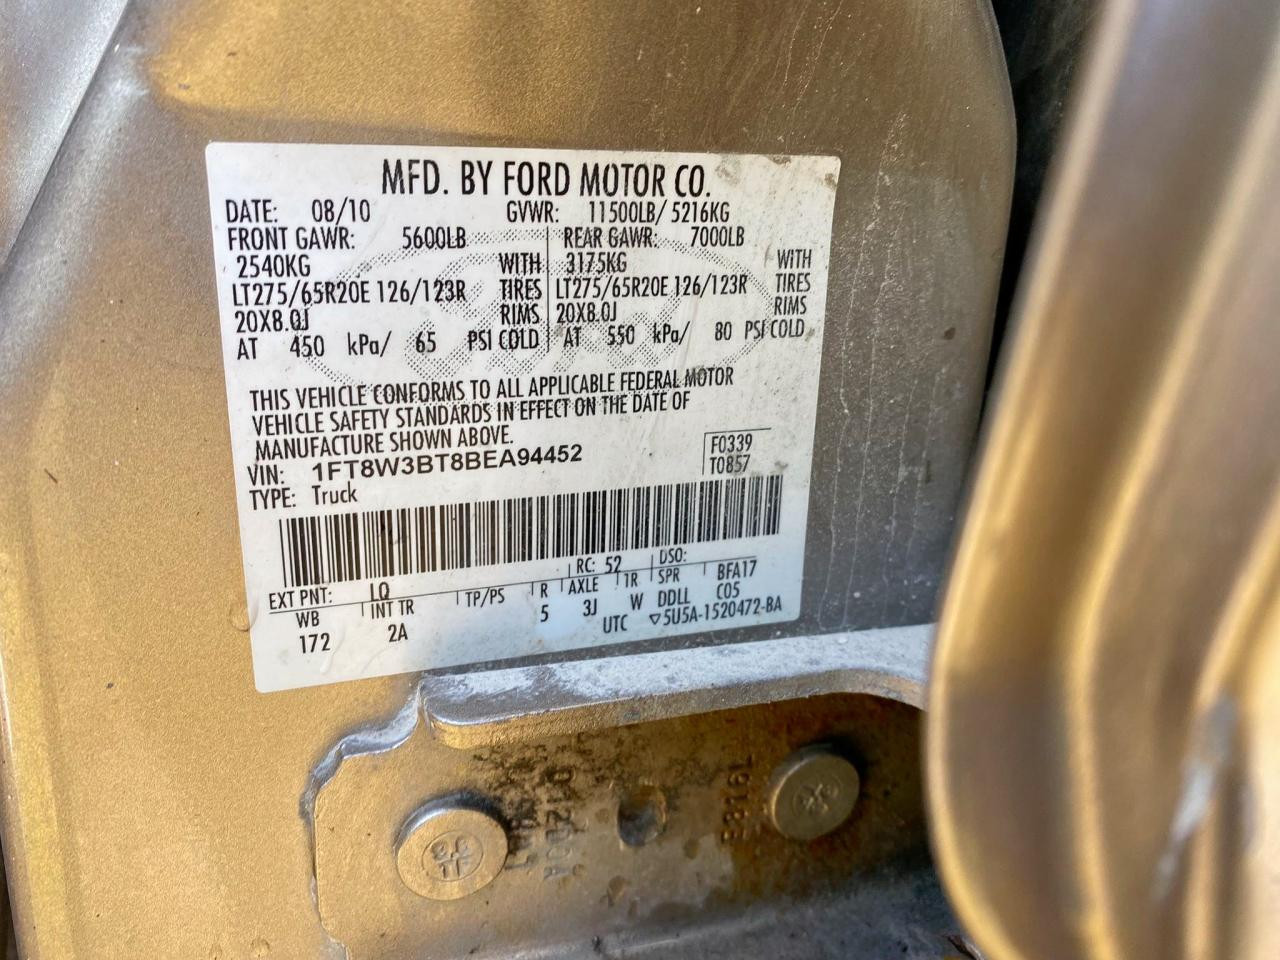 MFD. BY FORD MOTOR CO.
DATE: 08/10 GVWR: 11500LB/ 5216KG
FRONT GAWR: 5600LB REAR GAWR: 7000LB
2540KG WITH 3175KG WITH
LT275/65R20E 126/123R TIRES LT275/65R20E 126/123R TIRES
20X8.0J RIMS 20X8.0J RIMS
AT 450 kPa/ 65 PSI COLD AT 550 kPa/ 80 PSI COLD
THIS VEHICLE CONFORMS TO ALL APPLICABLE FEDERAL MOTOR
VEHICLE SAFETY STANDARDS IN EFFECT ON THE DATE OF
MANUFACTURE SHOWN ABOVE.
VIN: 1FT8W3BT8BEA94452 F0339
TYPE: Truck T0857
EXT PNT: LQ RC: 52 DSO:
WB INT TR TP/PS R AXLE TR SPR BFA17
172 2A 5 3J W DDLL C05
UTC ▽5U5A-1520472-BA